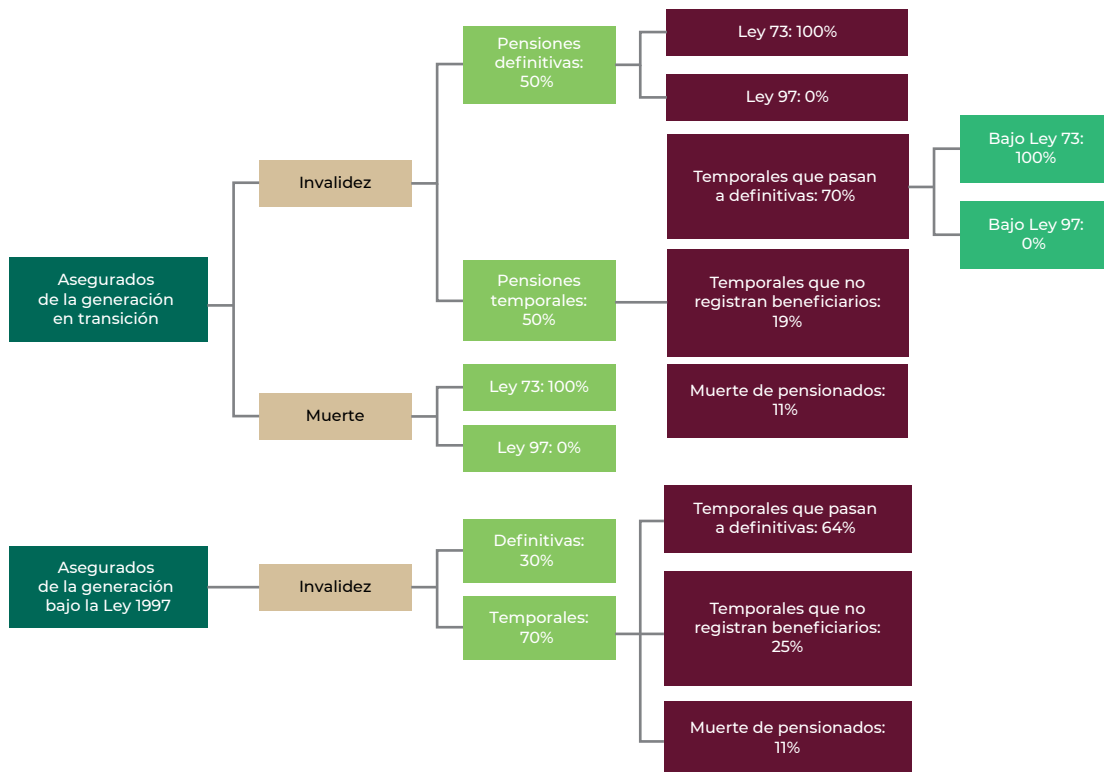 Asegurados
de la generación
en transición
Invalidez
Pensiones
definitivas:
50%
Ley 73: 100%
Ley 97: 0%
Pensiones
temporales:
50%
Temporales que pasan
a definitivas: 70%
Bajo Ley 73:
100%
Bajo Ley 97:
0%
Temporales que no
registran beneficiarios:
19%
Muerte de pensionados:
11%
Muerte
Ley 73: 100%
Ley 97: 0%
Asegurados
de la generación
bajo la Ley 1997
Invalidez
Definitivas:
30%
Temporales:
70%
Temporales que pasan
a definitivas: 64%
Temporales que no
registran beneficiarios:
25%
Muerte de pensionados:
11%